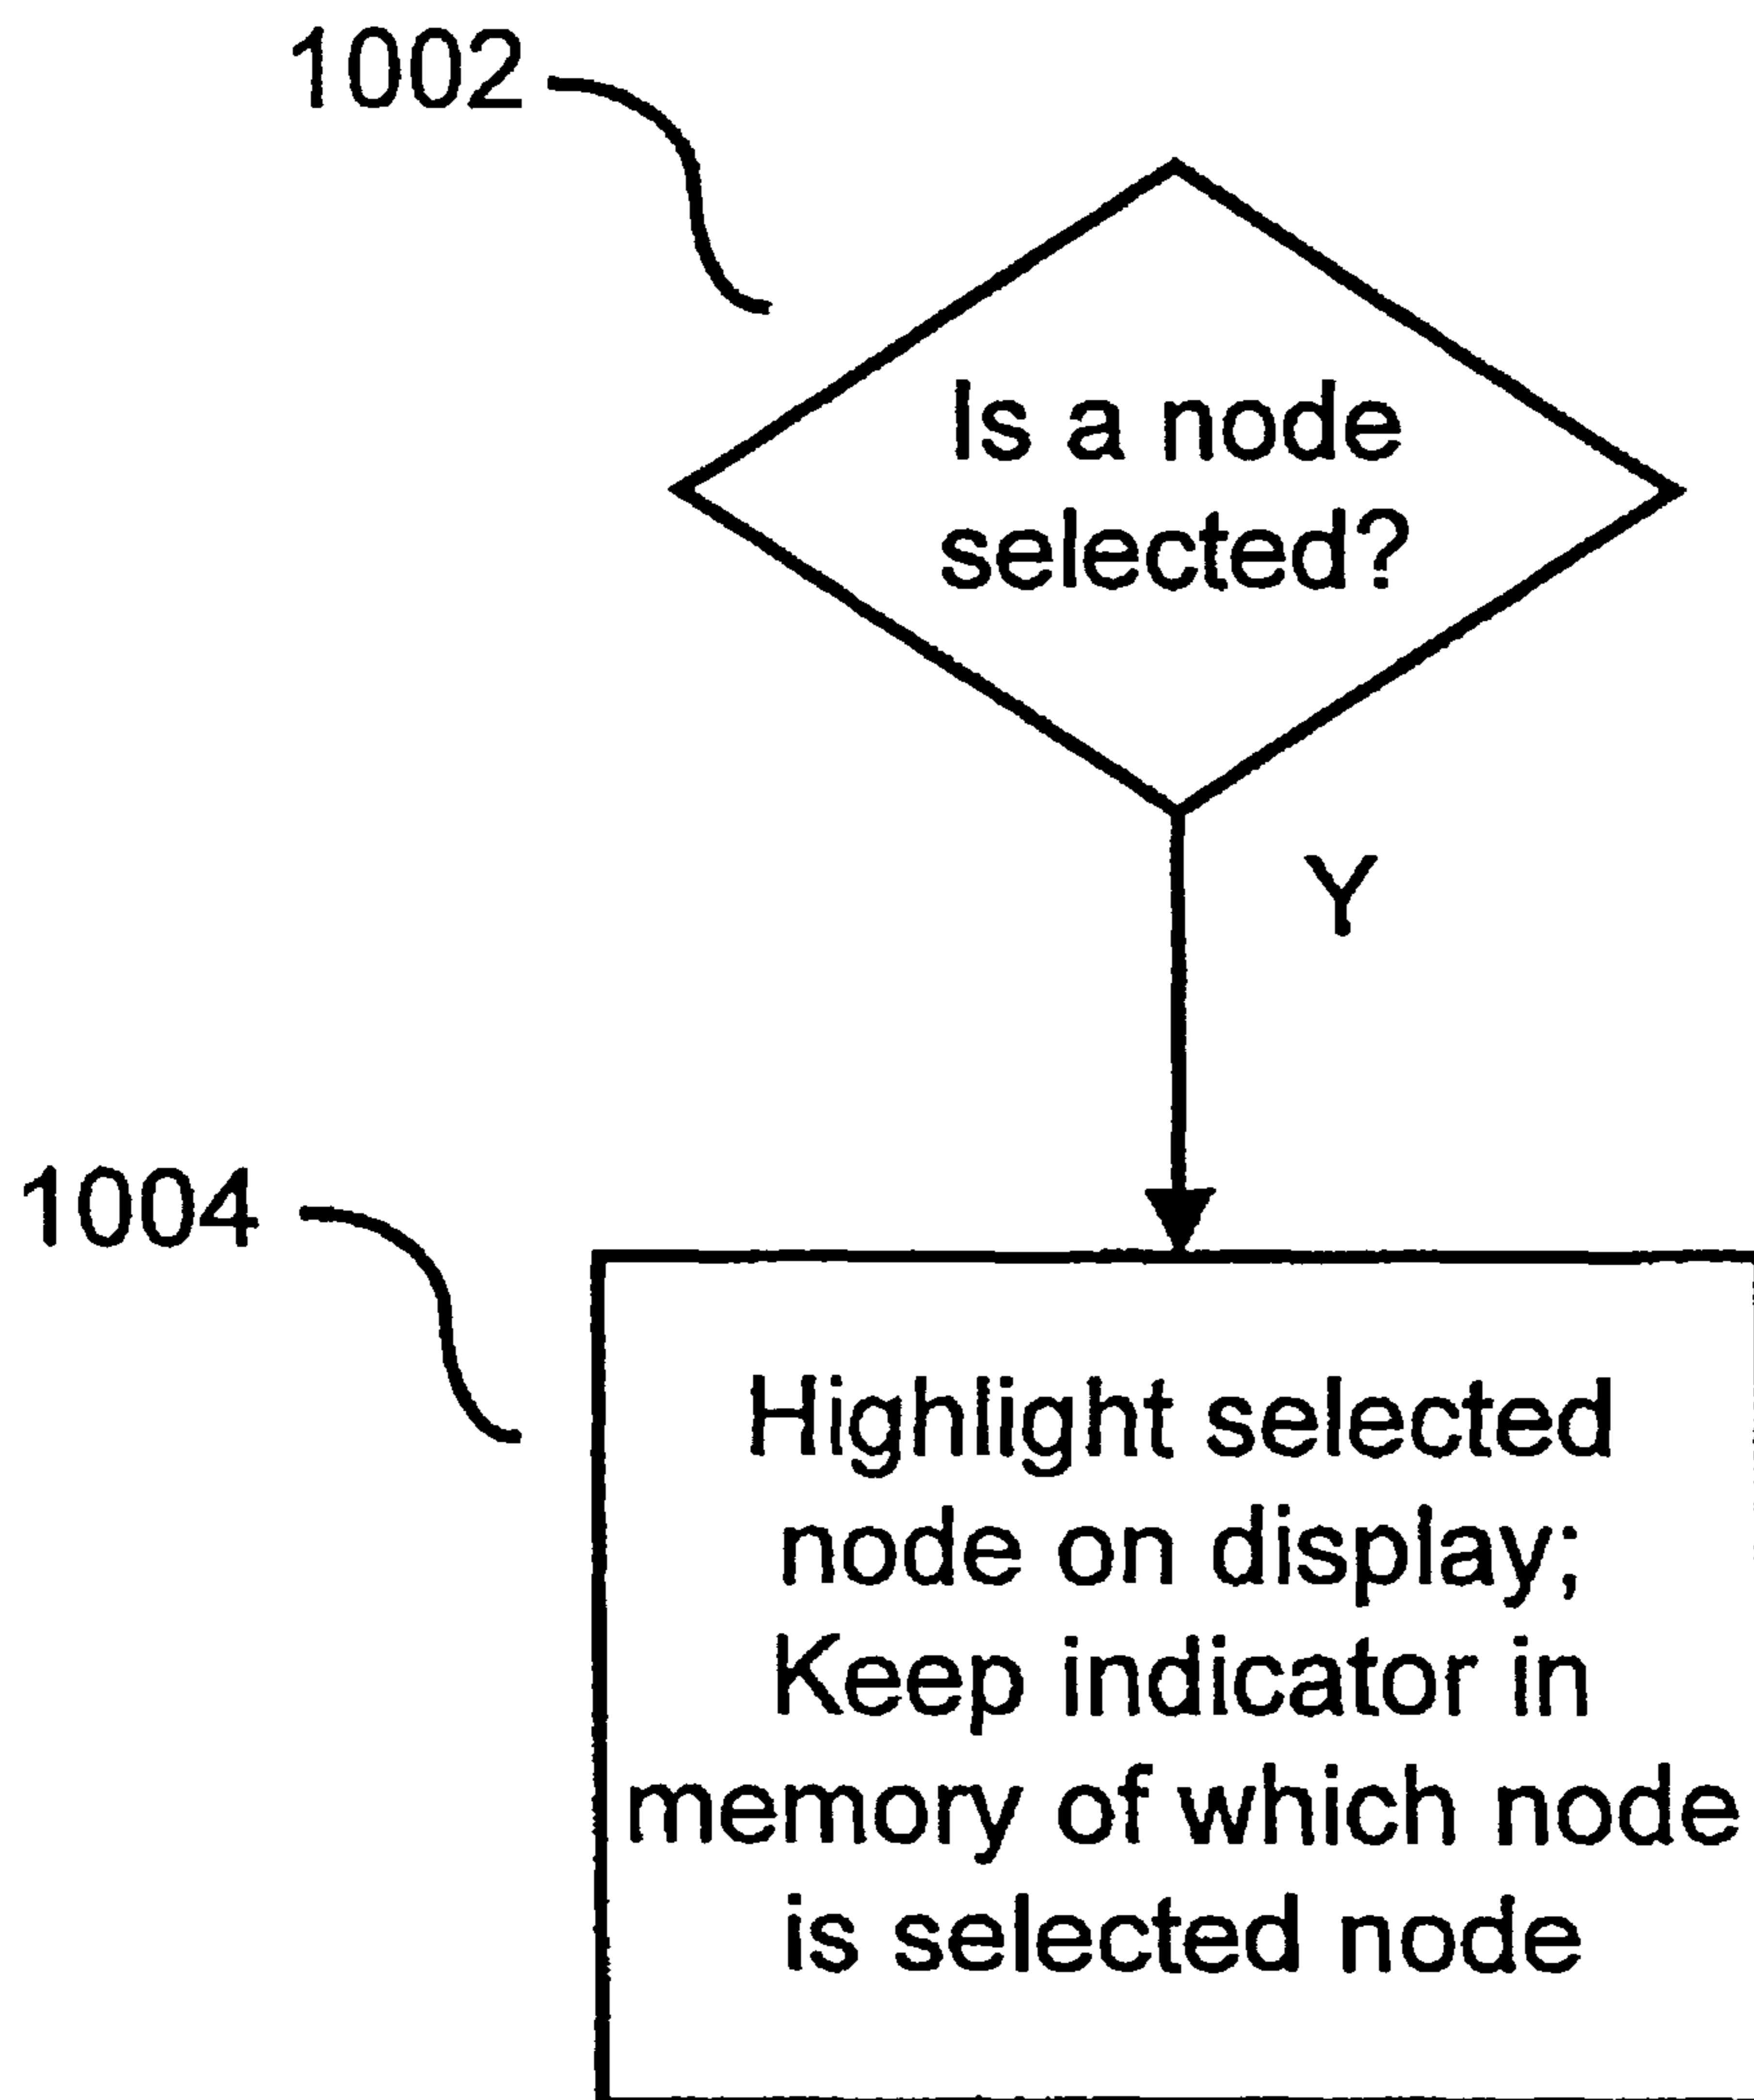 1002
Is a node
selected?
Y
1004
Highlight selected
node on display;
Keep indicator in
memory of which node
is selected node